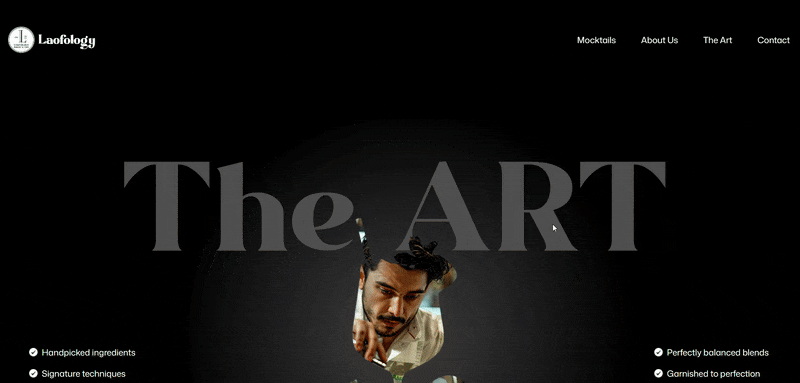 L
Laofology
Mocktails
About Us
The Art
Contact
The ART
Handpicked ingredients
Signature techniques
Perfectly balanced blends
Garnished to perfection